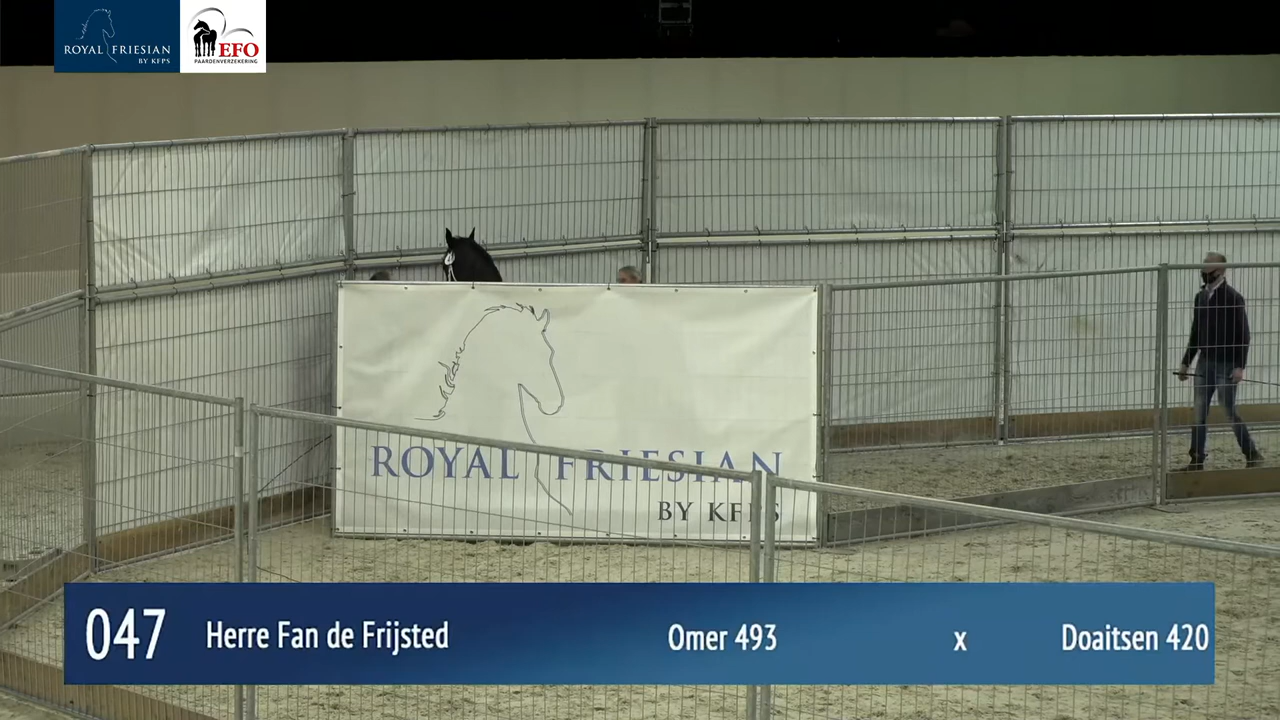 ROYAL FRIESIAN
BY KFPS
EFO
PAARDENVERZEKERING
ROYAL FRIESIAN
BY KFPS
047 Herre Fan de Frijsted Omer 493 x Doaitsen 420